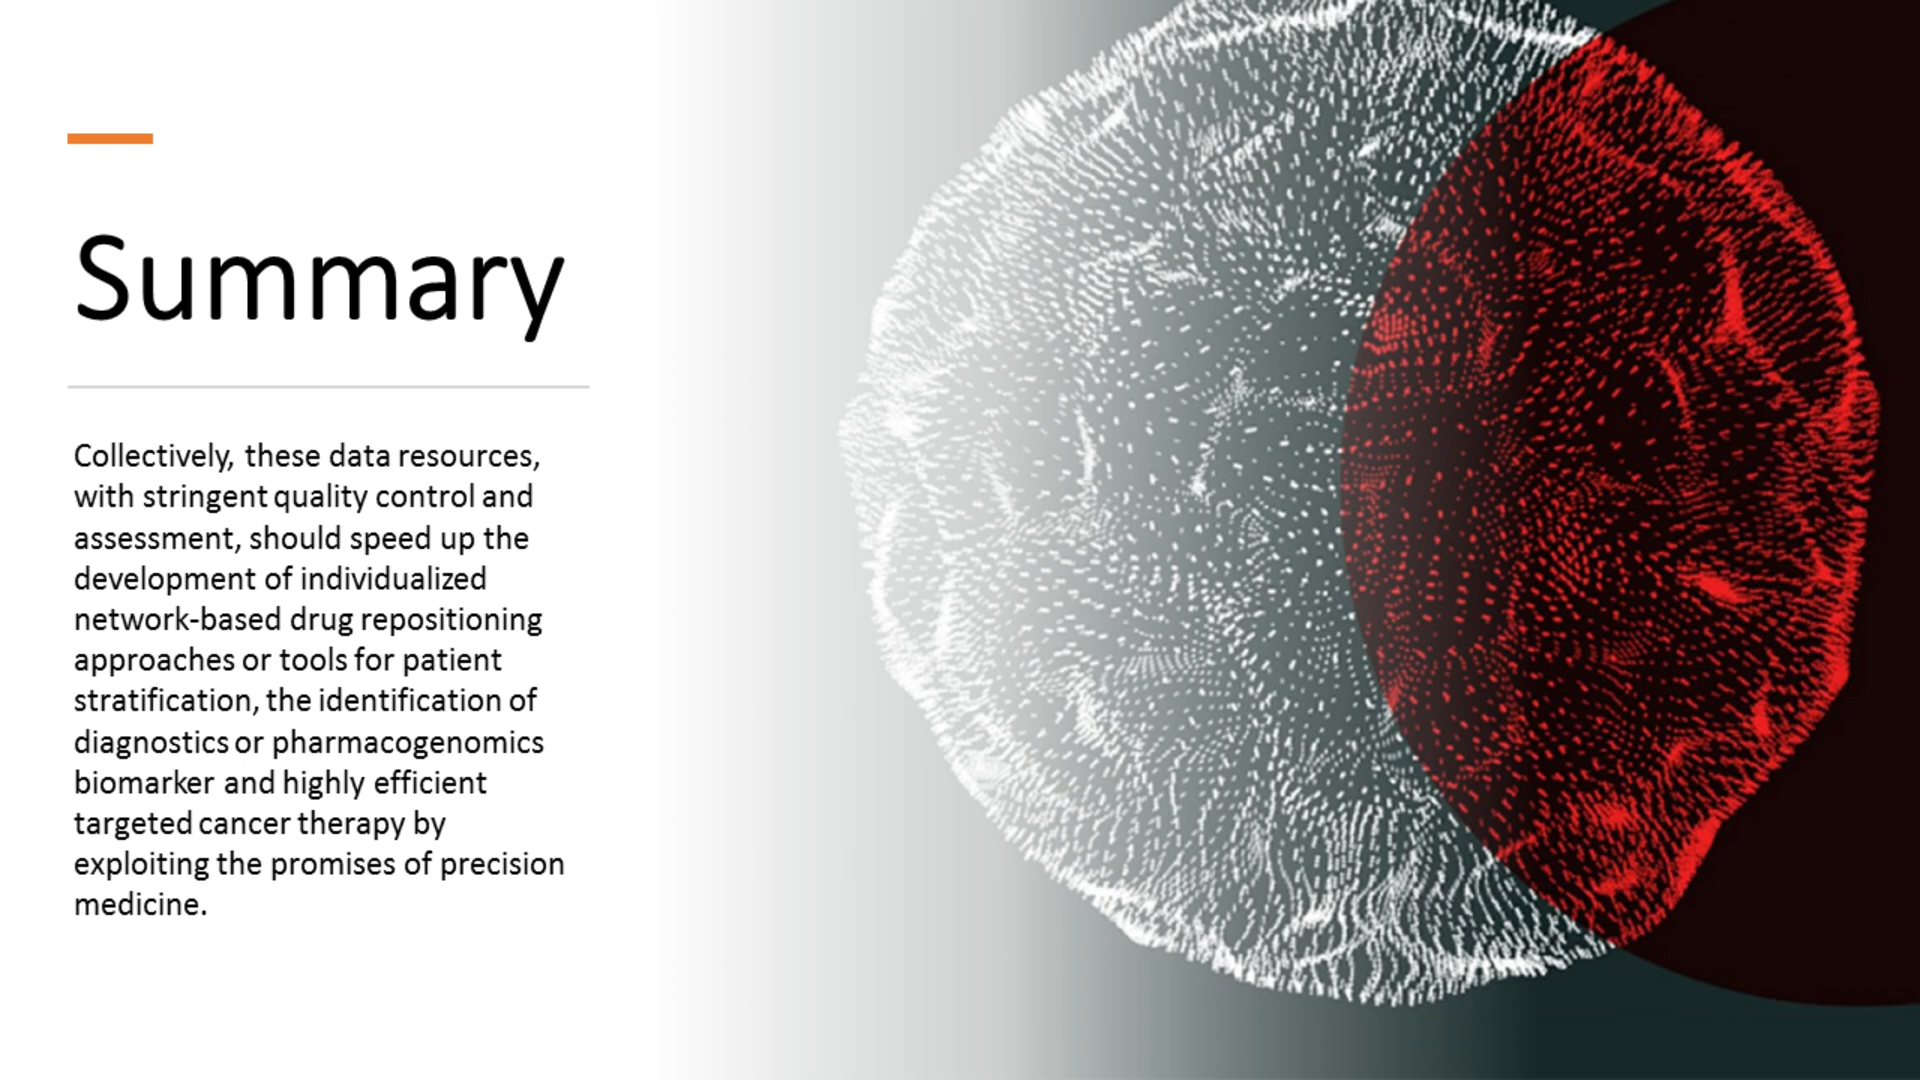 Summary
Collectively, these data resources,
with stringent quality control and
assessment, should speed up the
development of individualized
network-based drug repositioning
approaches or tools for patient
stratification, the identification of
diagnostics or pharmacogenomics
biomarker and highly efficient
targeted cancer therapy by
exploiting the promises of precision
medicine.